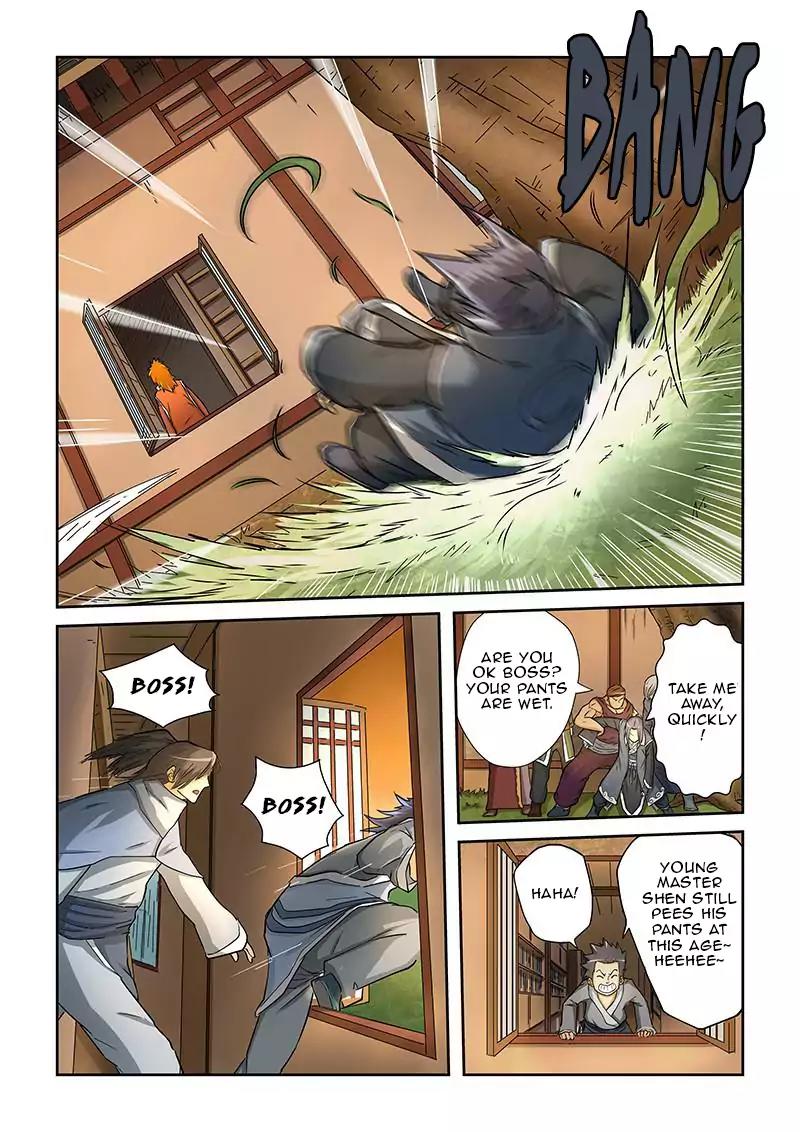 BANG
BOSS!
BOSS!
ARE YOU
OK BOSS?
YOUR PANTS
ARE WET.
TAKE ME
AWAY,
QUICKLY
!
HAHA!
YOUNG
MASTER
SHEN STILL
PEES HIS
PANTS AT
THIS AGE~
HEEHEE~